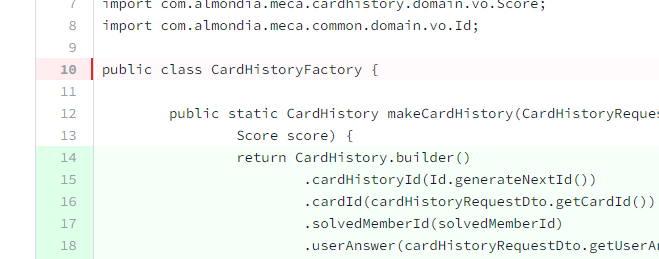 7 import com.almondia.meca.cardhistory.domain.vo.Score;
8 import com.almondia.meca.common.domain.vo.Id;
9
10 public class CardHistoryFactory {
11
12 public static CardHistory makeCardHistory(CardHistoryReques
13 Score score) {
14 return CardHistory.builder()
15 .cardHistoryId(Id.generateNextId())
16 .cardId(cardHistoryRequestDto.getCardId())
17 .solvedMemberId(solvedMemberId)
18 .userAnswer(cardHistoryRequestDto.getUserAn